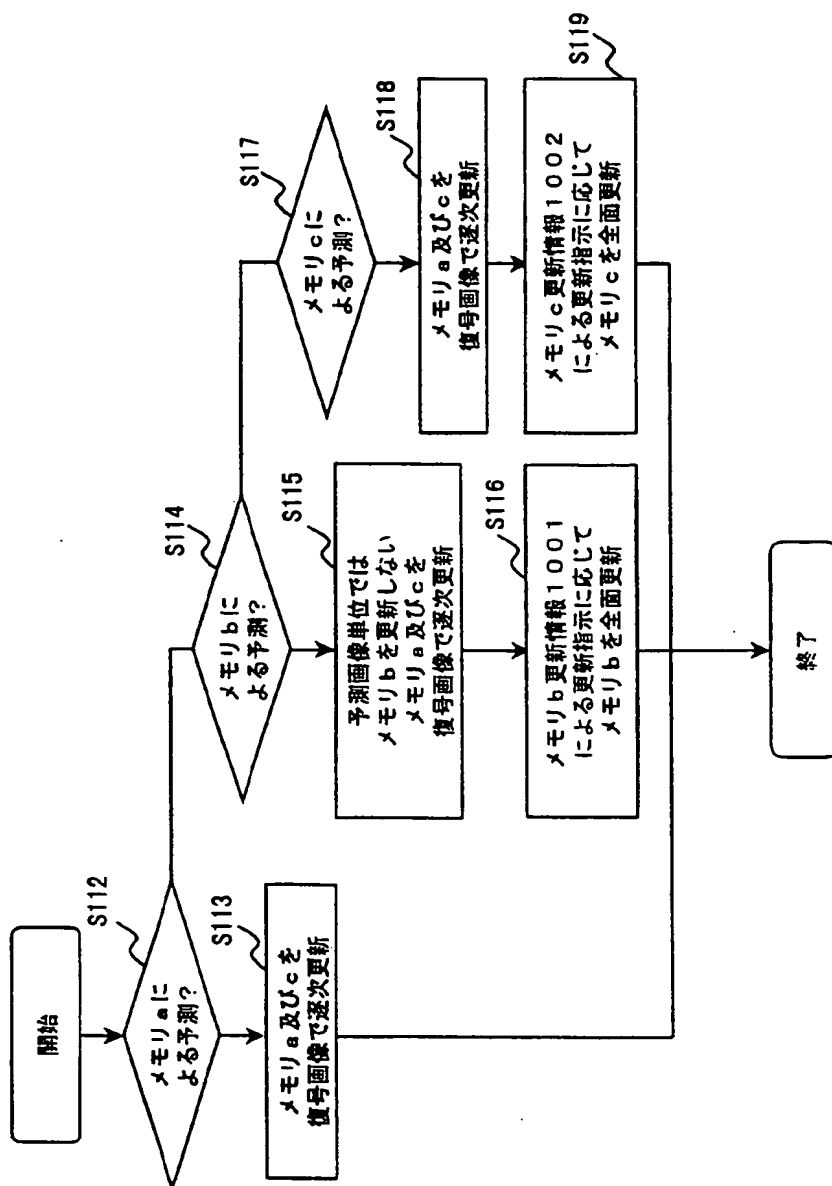 開始
S112
メモリaに
よる予測？
S113
メモリa及びcを
復号画像で逐次更新
S114
メモリbに
よる予測？
S115
予測画像単位では
メモリbを更新しない
メモリa及びcを
復号画像で逐次更新
S116
メモリb更新情報1001
による更新指示に応じて
メモリbを全面更新
S117
メモリcに
よる予測？
S118
メモリa及びcを
復号画像で逐次更新
S119
メモリc更新情報1002
による更新指示に応じて
メモリcを全面更新
終了